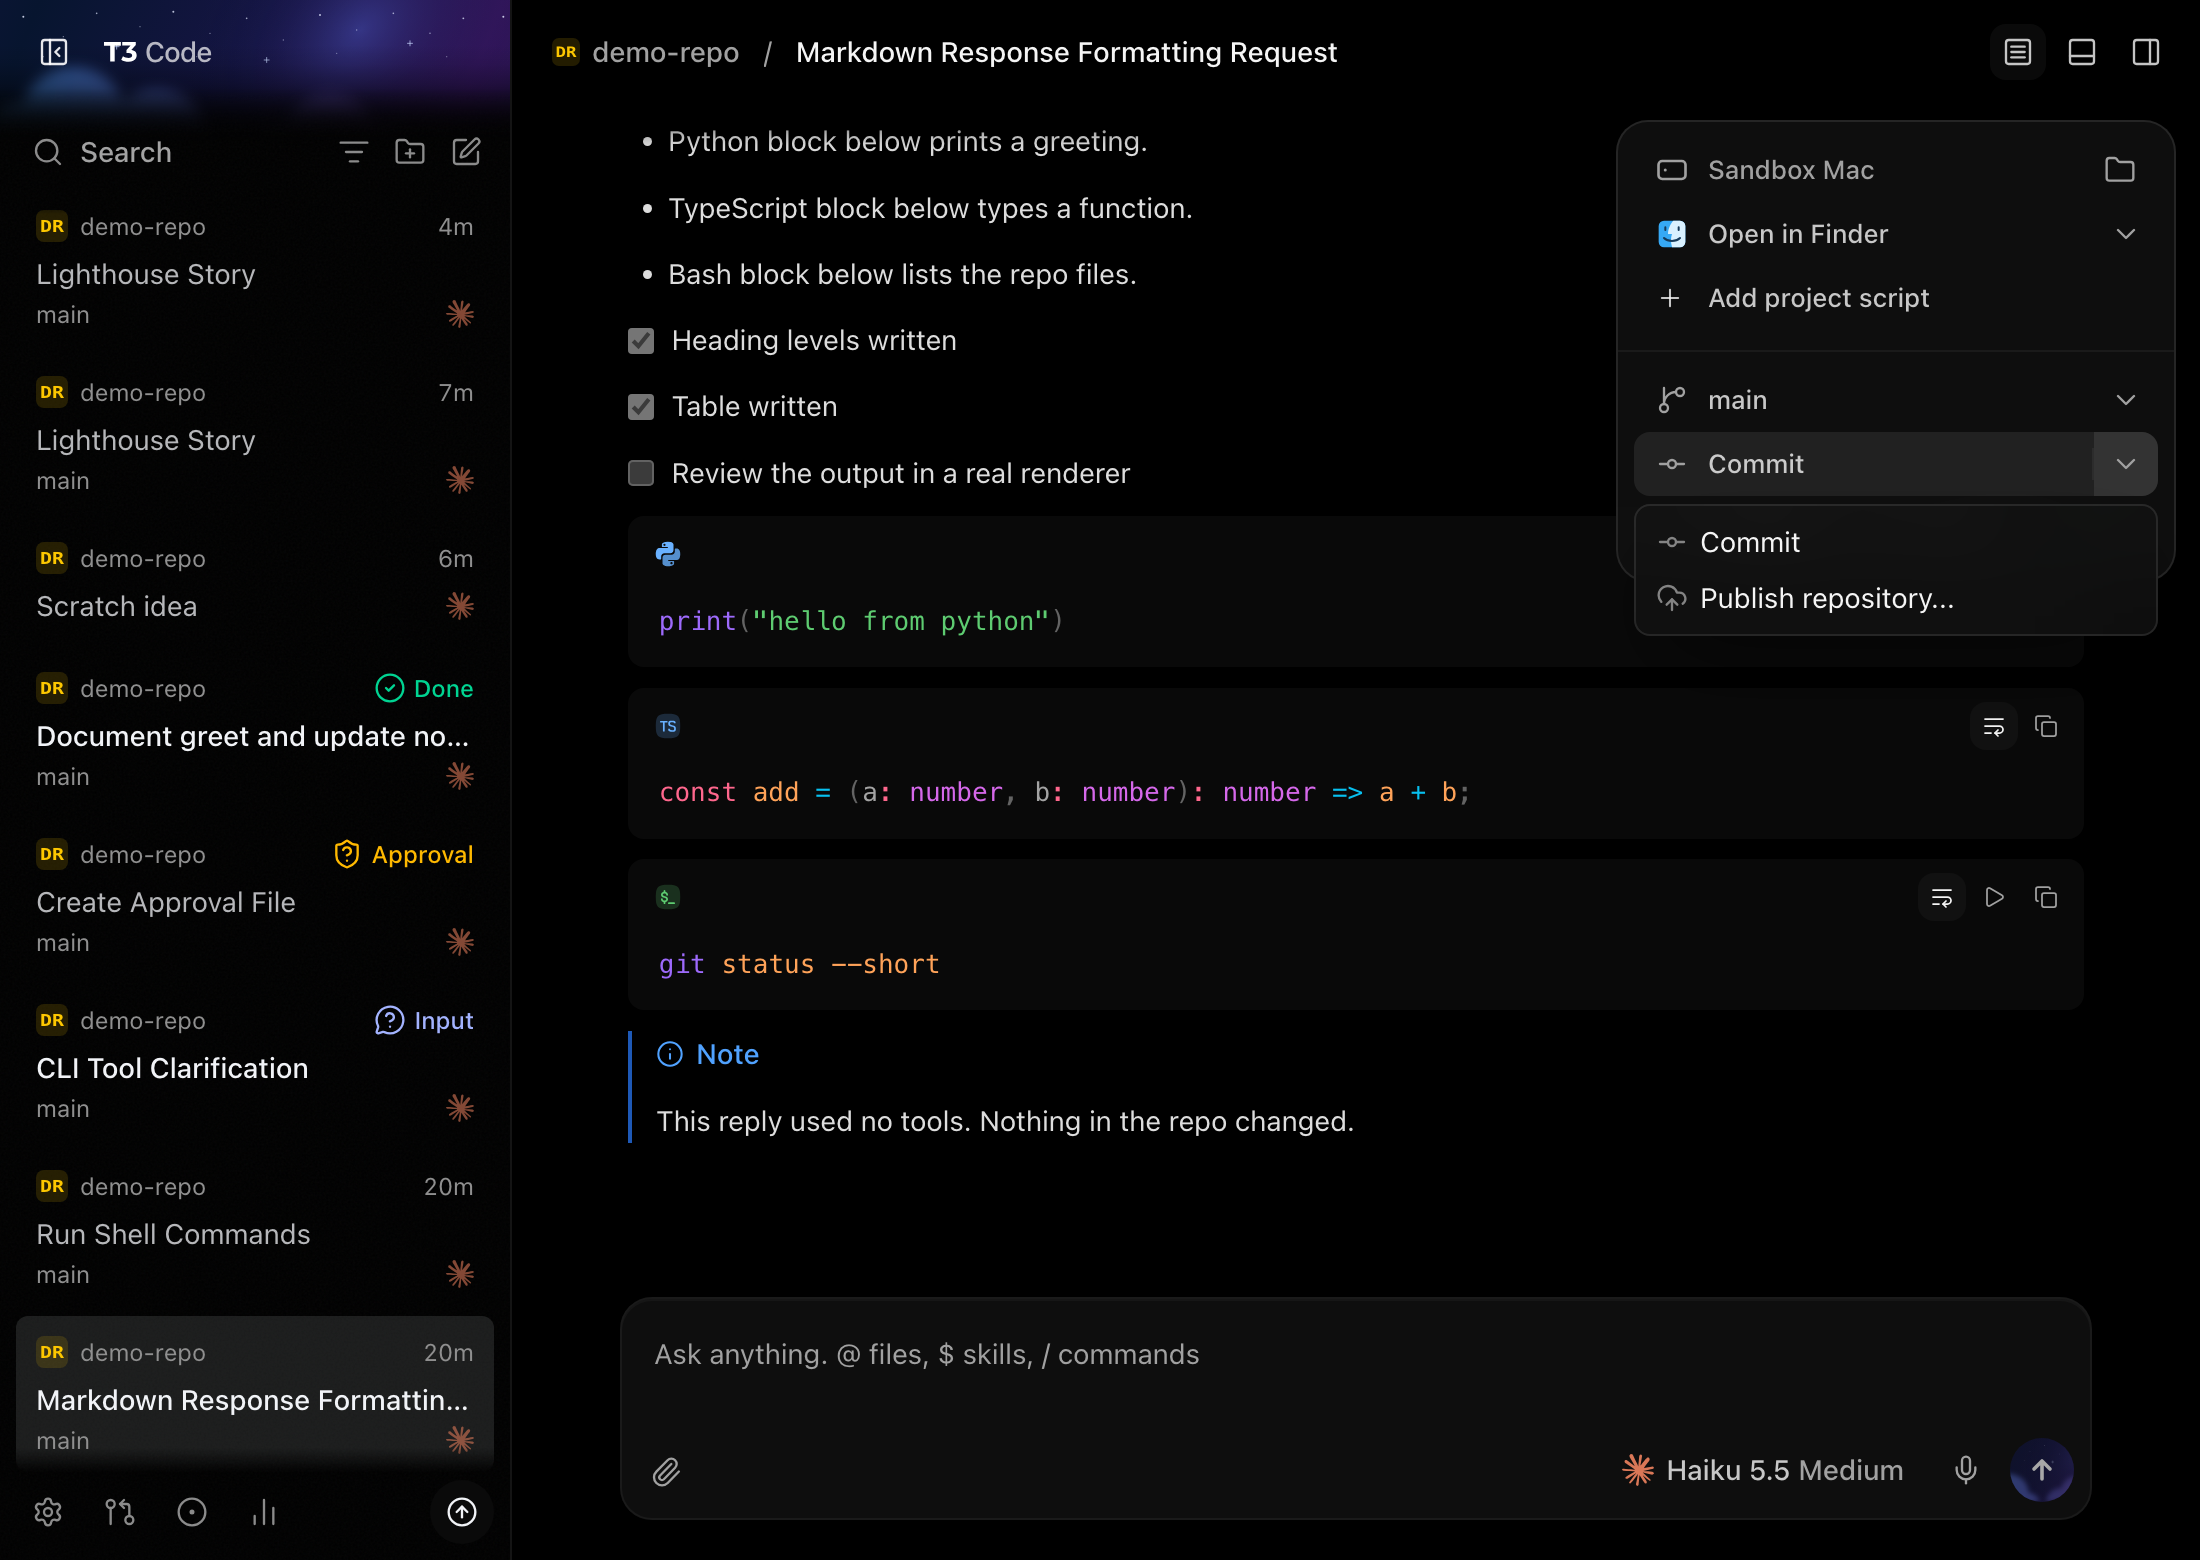 T3 Code
Search
DR demo-repo 4m
Lighthouse Story
main
DR demo-repo 7m
Lighthouse Story
main
DR demo-repo 6m
Scratch idea
DR demo-repo Done
Document greet and update no...
main
DR demo-repo Approval
Create Approval File
main
DR demo-repo Input
CLI Tool Clarification
main
DR demo-repo 20m
Run Shell Commands
main
DR demo-repo 20m
Markdown Response Formattin...
main
DR demo-repo / Markdown Response Formatting Request
• Python block below prints a greeting.
• TypeScript block below types a function.
• Bash block below lists the repo files.
Heading levels written
Table written
Review the output in a real renderer
print("hello from python")
TS
const add = (a: number, b: number): number => a + b;
$_
git status --short
Note
This reply used no tools. Nothing in the repo changed.
Sandbox Mac
Open in Finder
Add project script
main
Commit
Commit
Publish repository...
Ask anything. @ files, $ skills, / commands
Haiku 5.5 Medium